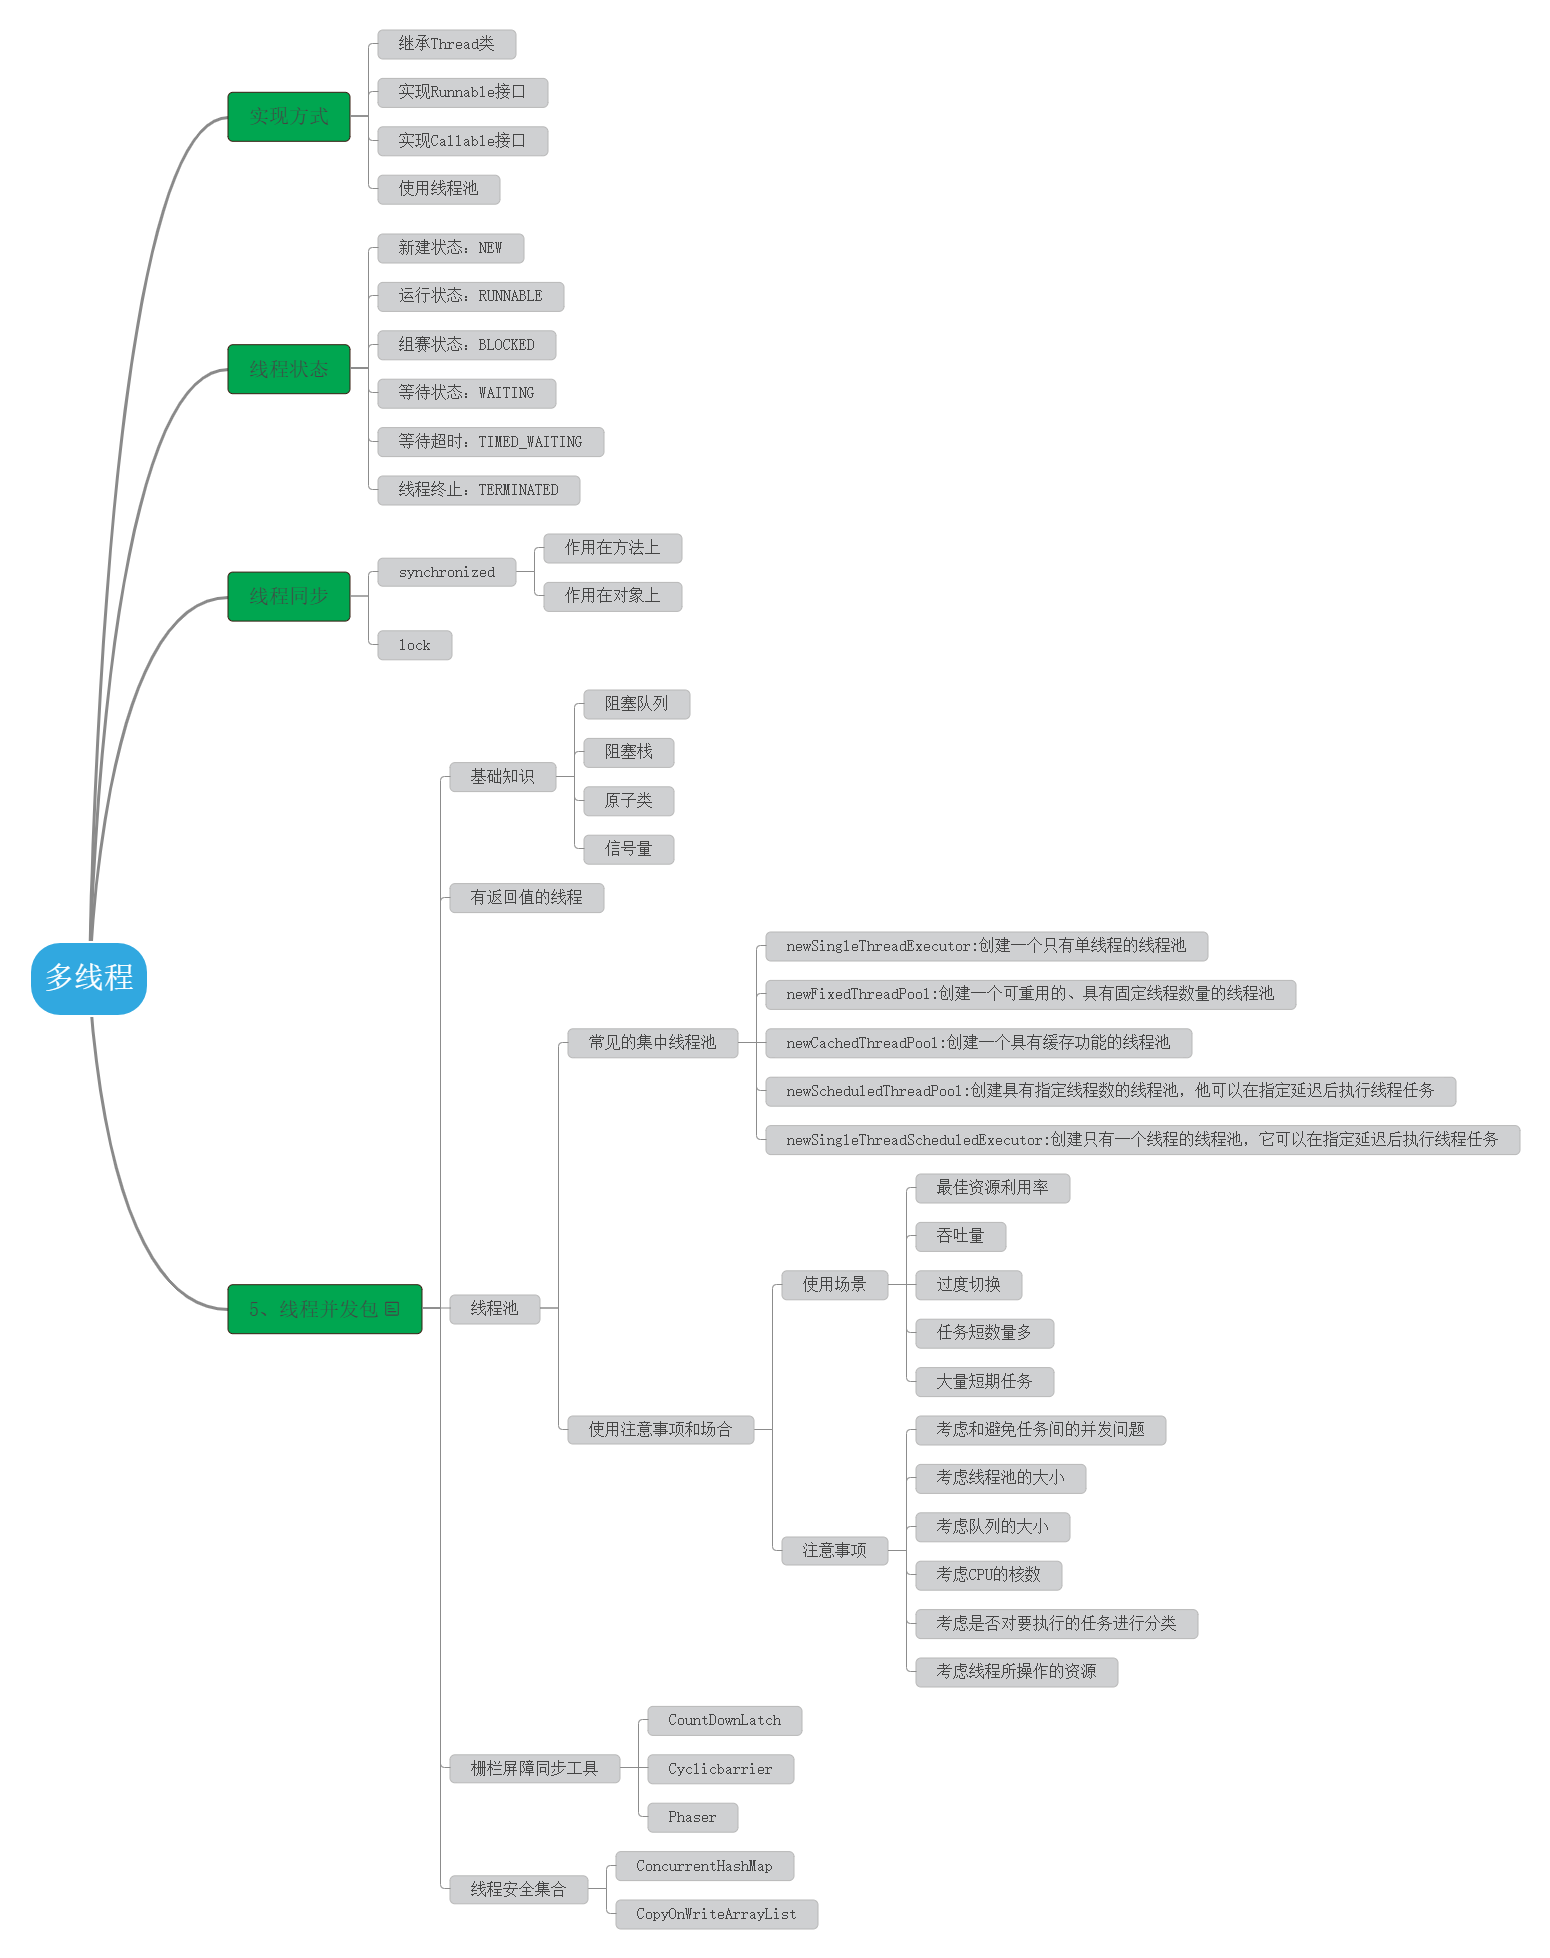 多线程
实现方式
继承Thread类
实现Runnable接口
实现Callable接口
使用线程池
线程状态
新建状态：NEW
运行状态：RUNNABLE
组赛状态：BLOCKED
等待状态：WAITING
等待超时：TIMED_WAITING
线程终止：TERMINATED
线程同步
synchronized
作用在方法上
作用在对象上
lock
5、线程并发包
基础知识
阻塞队列
阻塞栈
原子类
信号量
有返回值的线程
线程池
常见的集中线程池
newSingleThreadExecutor:创建一个只有单线程的线程池
newFixedThreadPool:创建一个可重用的、具有固定线程数量的线程池
newCachedThreadPool:创建一个具有缓存功能的线程池
newScheduledThreadPool:创建具有指定线程数的线程池，他可以在指定延迟后执行线程任务
newSingleThreadScheduledExecutor:创建只有一个线程的线程池，它可以在指定延迟后执行线程任务
使用注意事项和场合
使用场景
最佳资源利用率
吞吐量
过度切换
任务短数量多
大量短期任务
注意事项
考虑和避免任务间的并发问题
考虑线程池的大小
考虑队列的大小
考虑CPU的核数
考虑是否对要执行的任务进行分类
考虑线程所操作的资源
栅栏屏障同步工具
CountDownLatch
Cyclicbarrier
Phaser
线程安全集合
ConcurrentHashMap
CopyOnWriteArrayList